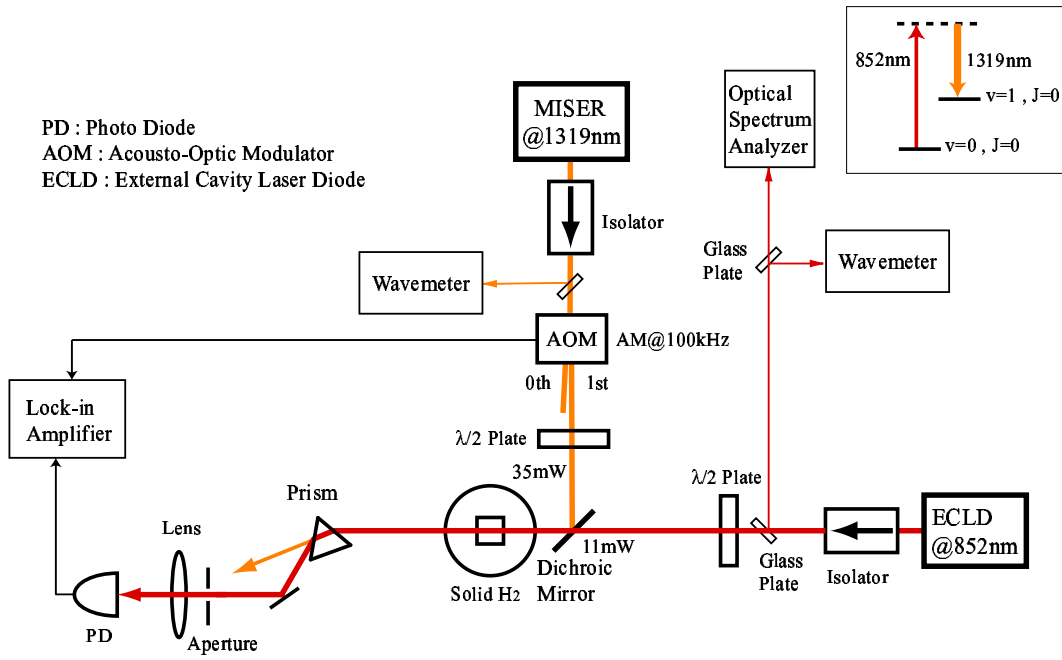 PD : Photo Diode
AOM : Acousto-Optic Modulator
ECLD : External Cavity Laser Diode
MISER
@1319nm
Isolator
Wavemeter
AOM
AM@100kHz
0th
1st
λ/2 Plate
35mW
Lock-in
Amplifier
Prism
Lens
PD
Aperture
Solid H2
Dichroic
Mirror
11mW
λ/2 Plate
Glass
Plate
Isolator
ECLD
@852nm
Optical
Spectrum
Analyzer
Glass
Plate
Wavemeter
852nm
1319nm
v=1 , J=0
v=0 , J=0